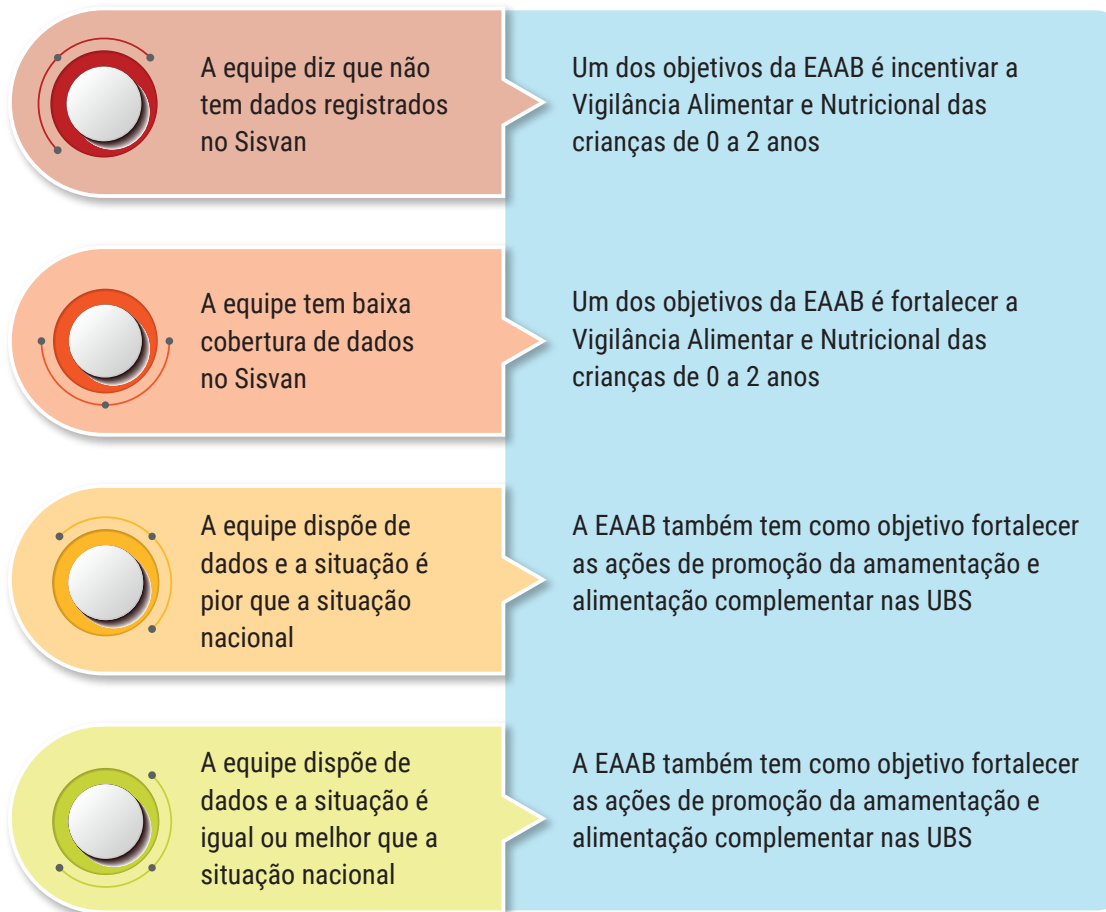 A equipe diz que não
tem dados registrados
no Sisvan
Um dos objetivos da EAAB é incentivar a
Vigilância Alimentar e Nutricional das
crianças de 0 a 2 anos
A equipe tem baixa
cobertura de dados
no Sisvan
Um dos objetivos da EAAB é fortalecer a
Vigilância Alimentar e Nutricional das
crianças de 0 a 2 anos
A equipe dispõe de
dados e a situação é
pior que a situação
nacional
A EAAB também tem como objetivo fortalecer
as ações de promoção da amamentação e
alimentação complementar nas UBS
A equipe dispõe de
dados e a situação é
igual ou melhor que a
situação nacional
A EAAB também tem como objetivo fortalecer
as ações de promoção da amamentação e
alimentação complementar nas UBS